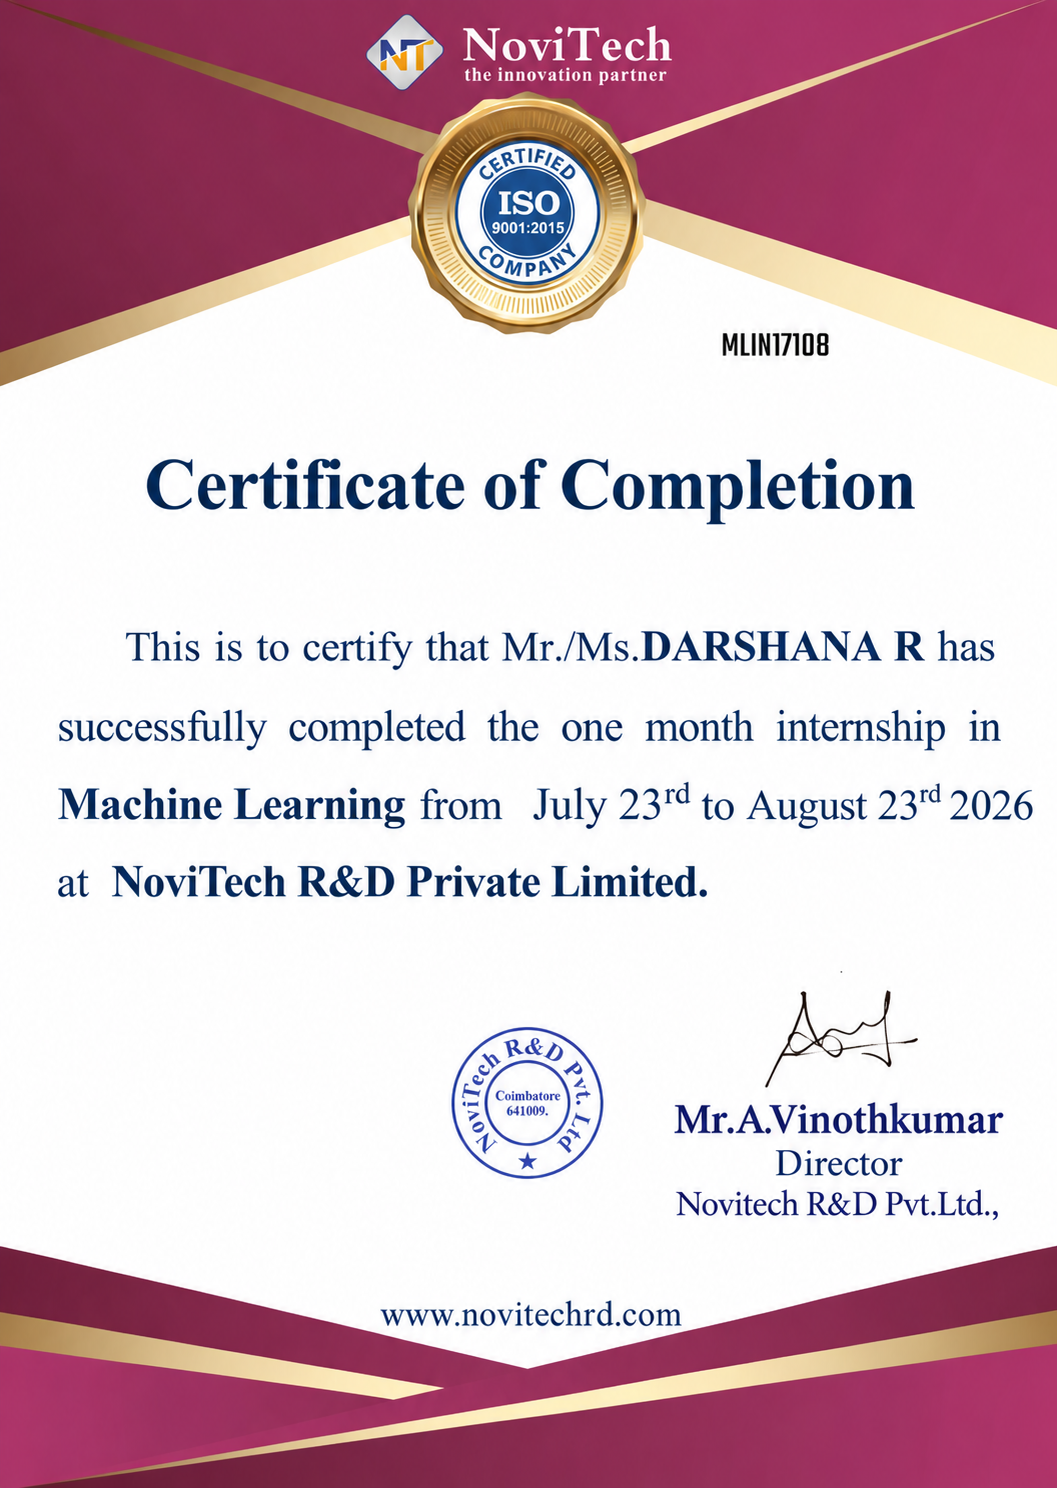 NT
NoviTech
the innovation partner
CERTIFIED
ISO
9001:2015
COMPANY
MLIN17108
Certificate of Completion
This is to certify that Mr./Ms.DARSHANA R has
successfully completed the one month internship in
Machine Learning from July 23rd to August 23rd 2026
at NoviTech R&D Private Limited.
NoviTech R&D Pvt. Ltd
Coimbatore
641009.
Mr.A.Vinothkumar
Director
Novitech R&D Pvt.Ltd.,
www.novitechrd.com